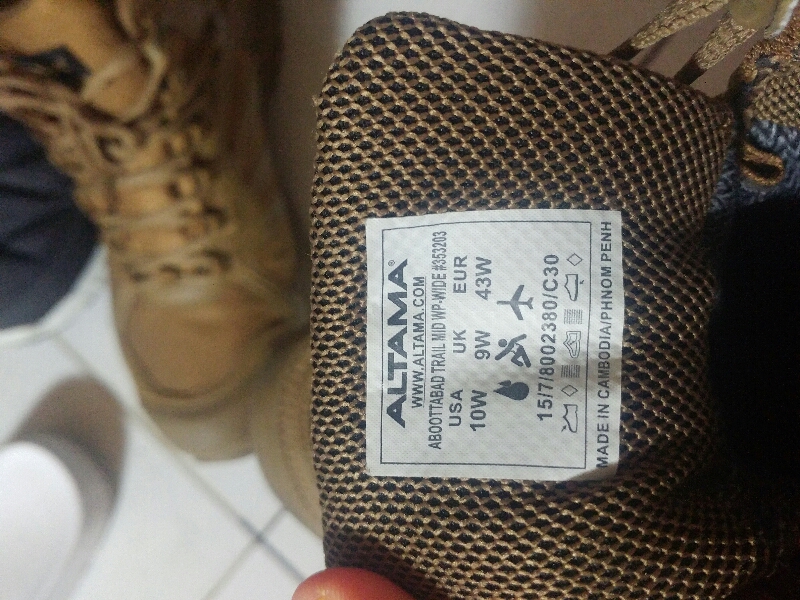 ALTAMA®
WWW.ALTAMA.COM
ABOOTTABAD TRAIL MID WP-WIDE #353203
USA UK EUR
10W 9W 43W
15/7/8002380/C30
MADE IN CAMBODIA/PHNOM PENH